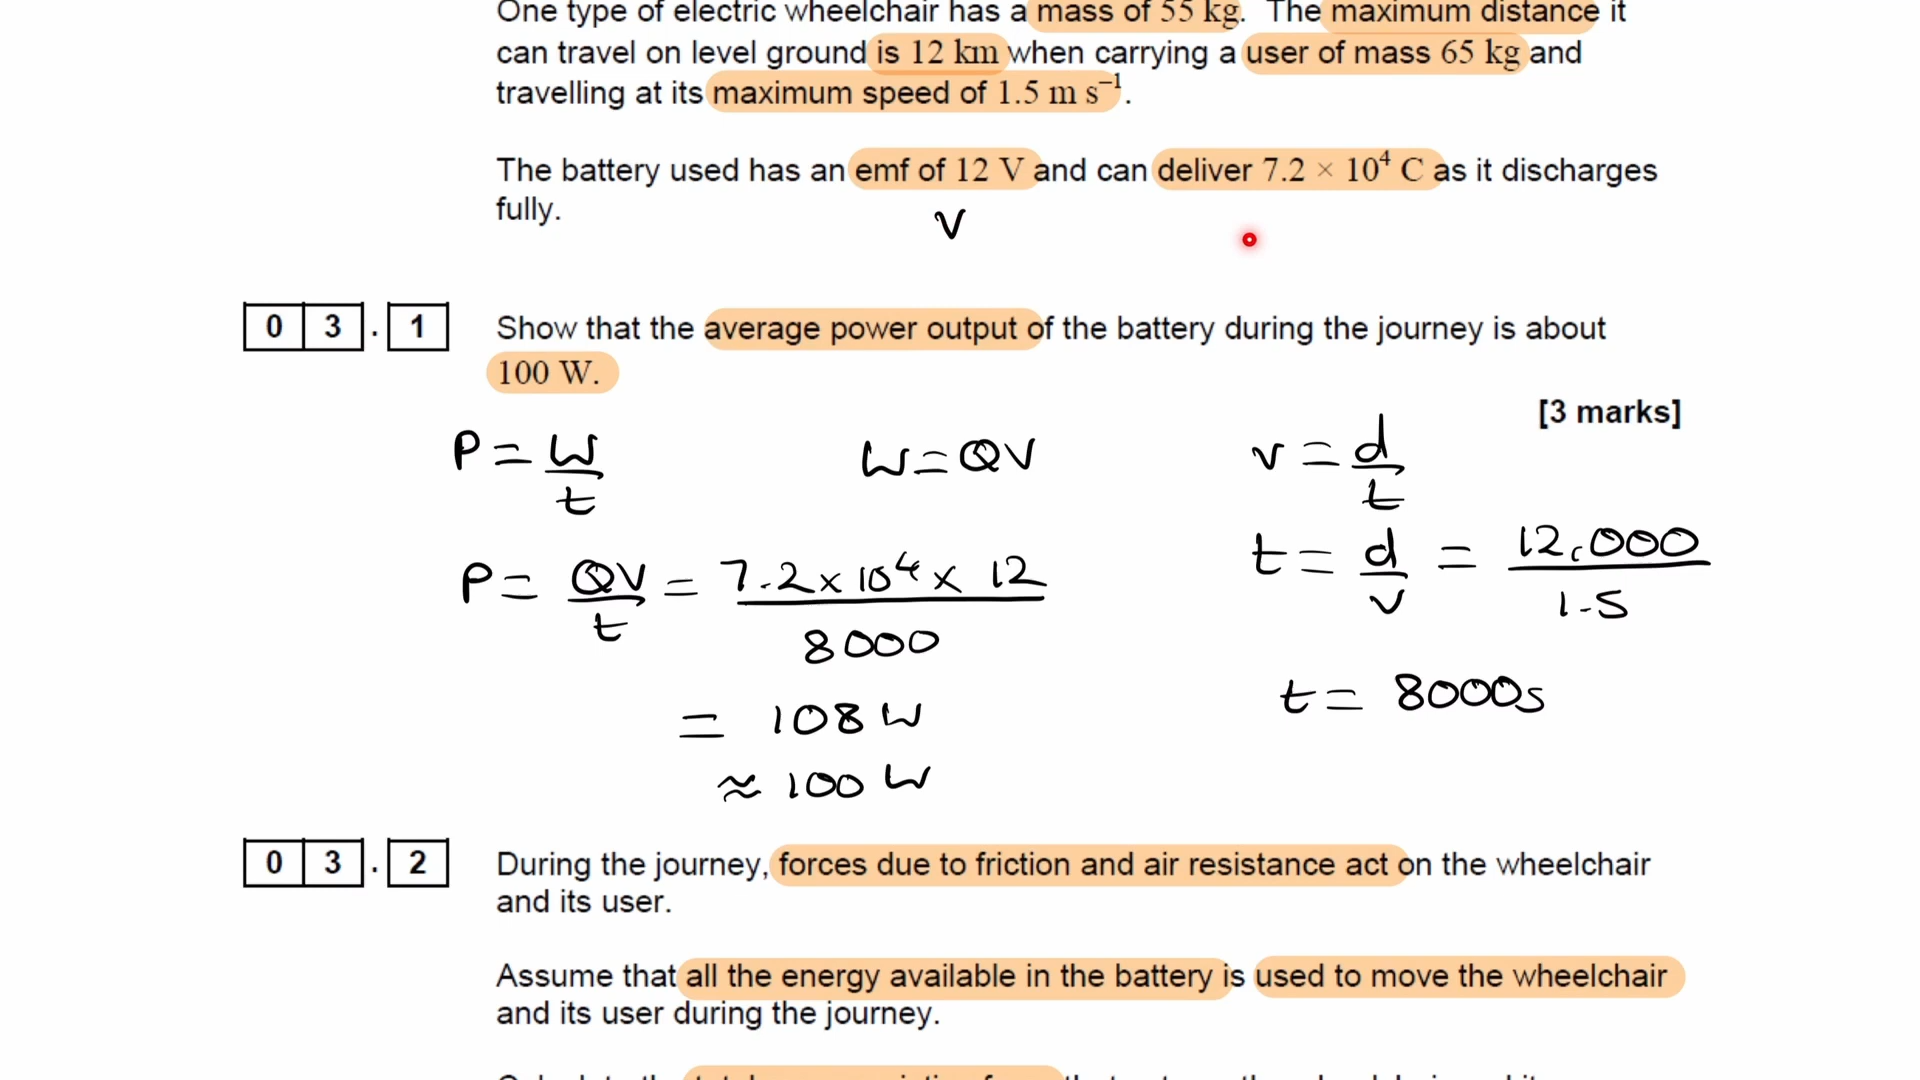 One type of electric wheelchair has a mass of 55 kg. The maximum distance it
can travel on level ground is 12 km when carrying a user of mass 65 kg and
travelling at its maximum speed of 1.5 m s⁻¹.
The battery used has an emf of 12 V and can deliver 7.2 × 10⁴ C as it discharges
fully.
V
0 3 . 1 Show that the average power output of the battery during the journey is about
100 W.
[3 marks]
P = W/t
W = QV
v = d/t
P = QV/t = 7.2 × 10⁴ × 12 / 8000
t = d/v = 12,000 / 1.5
= 108 W
t = 8000s
≈ 100 W
0 3 . 2 During the journey, forces due to friction and air resistance act on the wheelchair
and its user.
Assume that all the energy available in the battery is used to move the wheelchair
and its user during the journey.